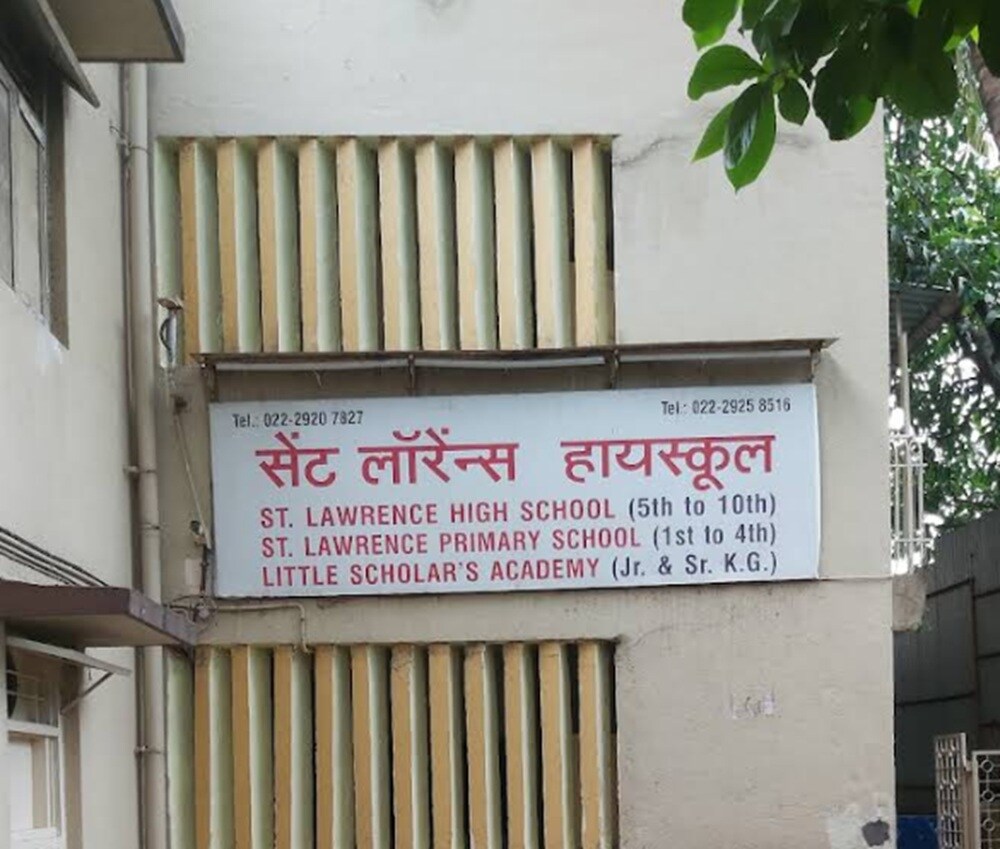 Tel.: 022-2920 7827 Tel.: 022-2925 8516
सेंट लॉरेंन्स हायस्कूल
ST. LAWRENCE HIGH SCHOOL (5th to 10th)
ST. LAWRENCE PRIMARY SCHOOL (1st to 4th)
LITTLE SCHOLAR'S ACADEMY (Jr. & Sr. K.G.)